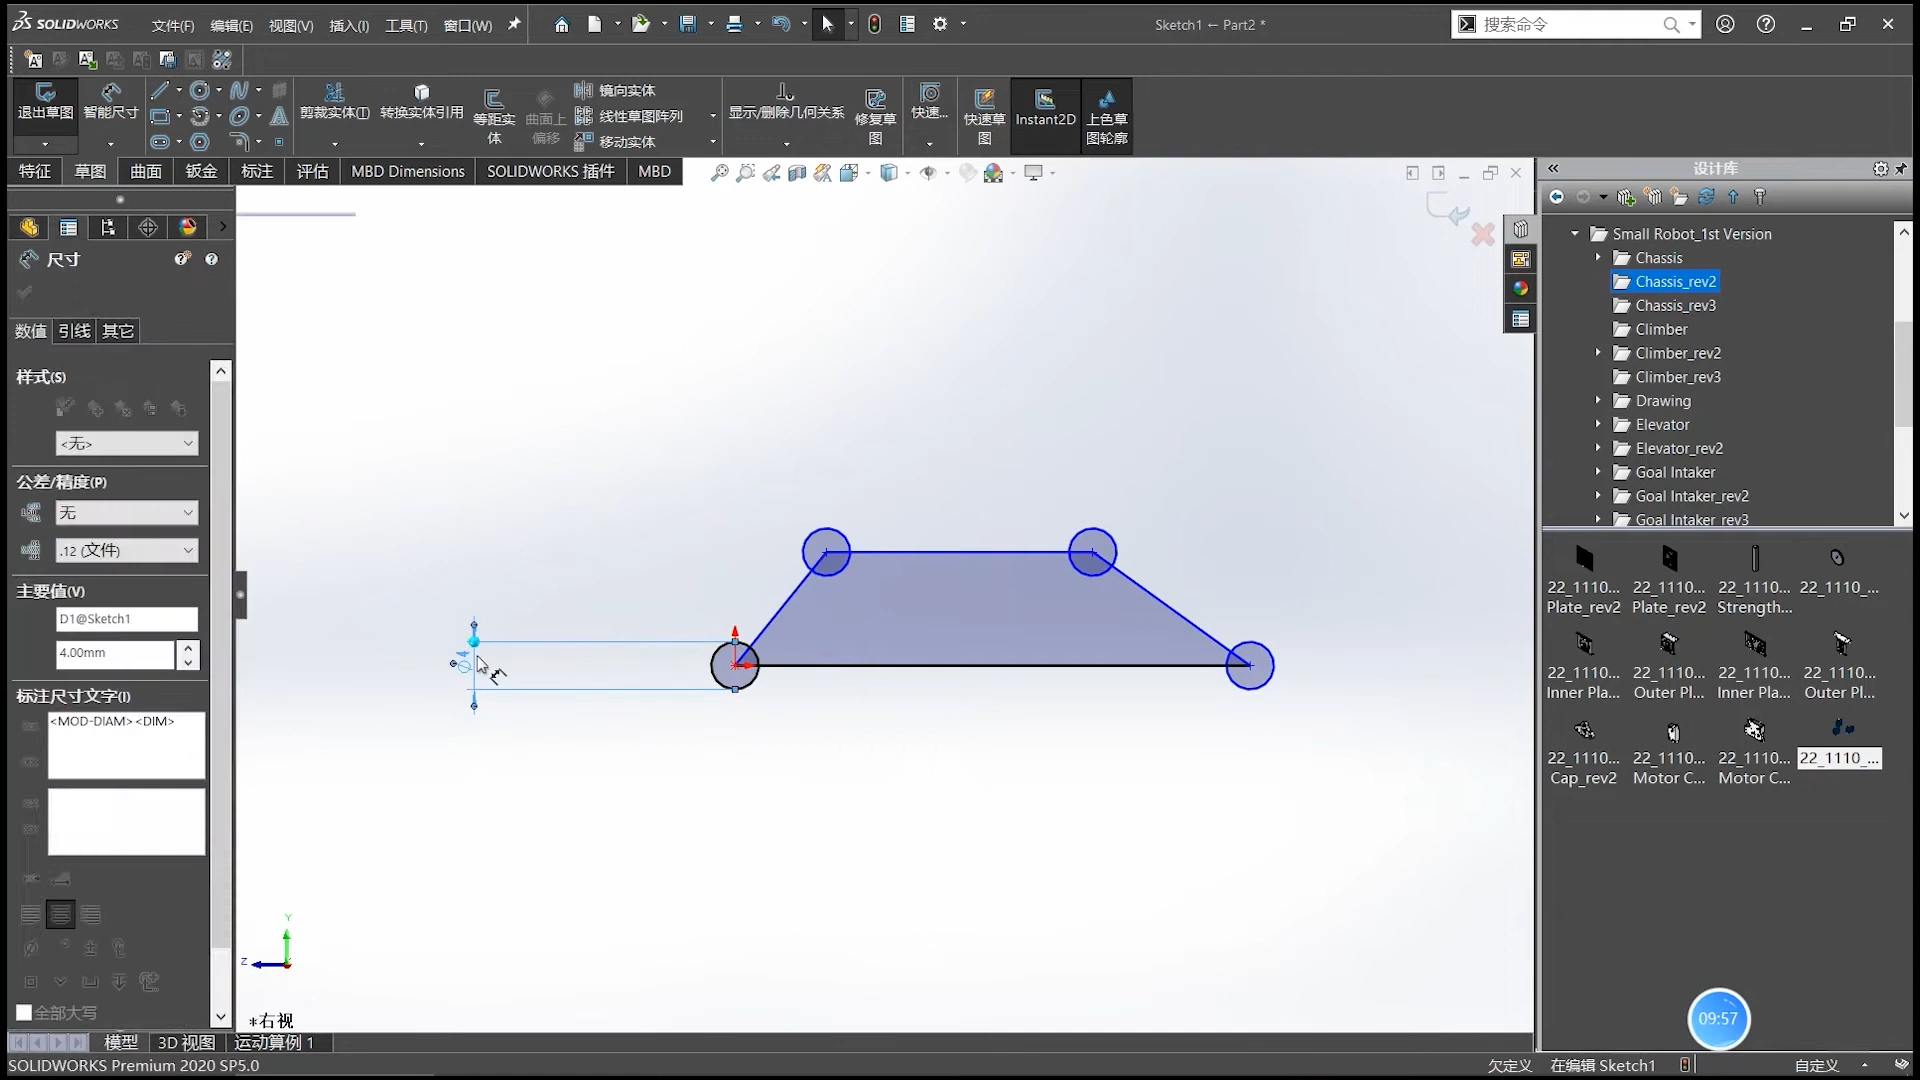 SOLIDWORKS 文件(F) 编辑(E) 视图(V) 插入(I) 工具(T) 窗口(W) Sketch1 ← Part2 * 搜索命令
退出草图 智能尺寸 剪裁实体(T) 转换实体引用 等距实体 曲面上偏移 镜向实体 线性草图阵列 移动实体 显示/删除几何关系 修复草图 快速... 快速草图 Instant2D 上色草图轮廓
特征 草图 曲面 钣金 标注 评估 MBD Dimensions SOLIDWORKS 插件 MBD
设计库
尺寸
数值 引线 其它
样式(S)
<无>
公差/精度(P)
无
.12 (文件)
主要值(V)
D1@Sketch1
4.00mm
标注尺寸文字(I)
<MOD-DIAM><DIM>
全部大写
4
Y
Z
*右视
Small Robot_1st Version
Chassis
Chassis_rev2
Chassis_rev3
Climber
Climber_rev2
Climber_rev3
Drawing
Elevator
Elevator_rev2
Goal Intaker
Goal Intaker_rev2
Goal Intaker_rev3
22_1110... 22_1110... 22_1110... 22_1110_...
Plate_rev2 Plate_rev2 Strength...
22_1110... 22_1110... 22_1110... 22_1110...
Inner Pla... Outer Pl... Inner Pla... Outer Pl...
22_1110... 22_1110... 22_1110... 22_1110_...
Cap_rev2 Motor C... Motor C...
09:57
模型 3D 视图 运动算例 1
SOLIDWORKS Premium 2020 SP5.0 欠定义 在编辑 Sketch1 自定义